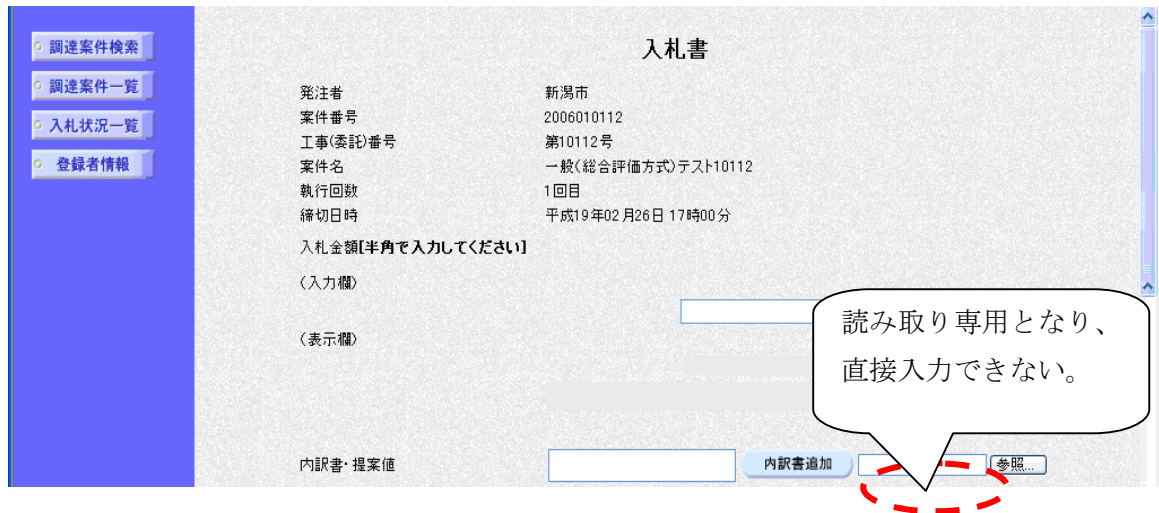 調達案件検索
調達案件一覧
入札状況一覧
登録者情報
入札書
発注者 新潟市
案件番号 2006010112
工事(委託)番号 第10112号
案件名 一般(総合評価方式)テスト10112
執行回数 1回目
締切日時 平成19年02月26日 17時00分
入札金額[半角で入力してください]
(入力欄)
(表示欄)
読み取り専用となり、
直接入力できない。
内訳書・提案値 内訳書追加 参照...